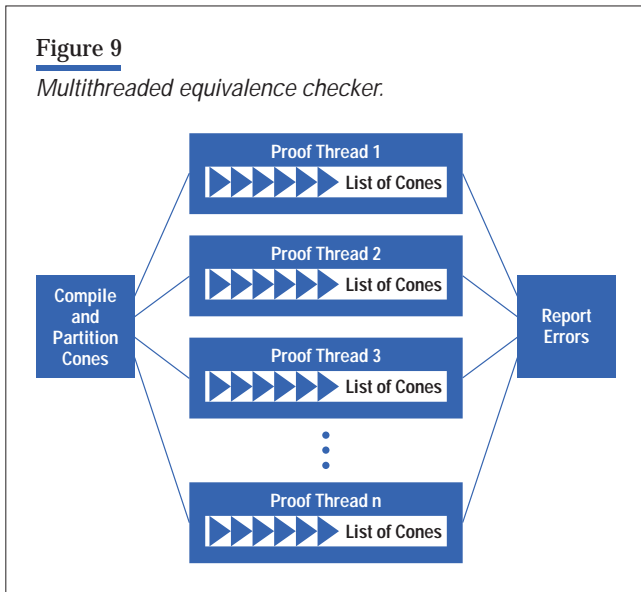 Figure 9
Multithreaded equivalence checker.
Proof Thread 1
List of Cones
Proof Thread 2
List of Cones
Compile
and
Partition
Cones
Report
Errors
Proof Thread 3
List of Cones
Proof Thread n
List of Cones